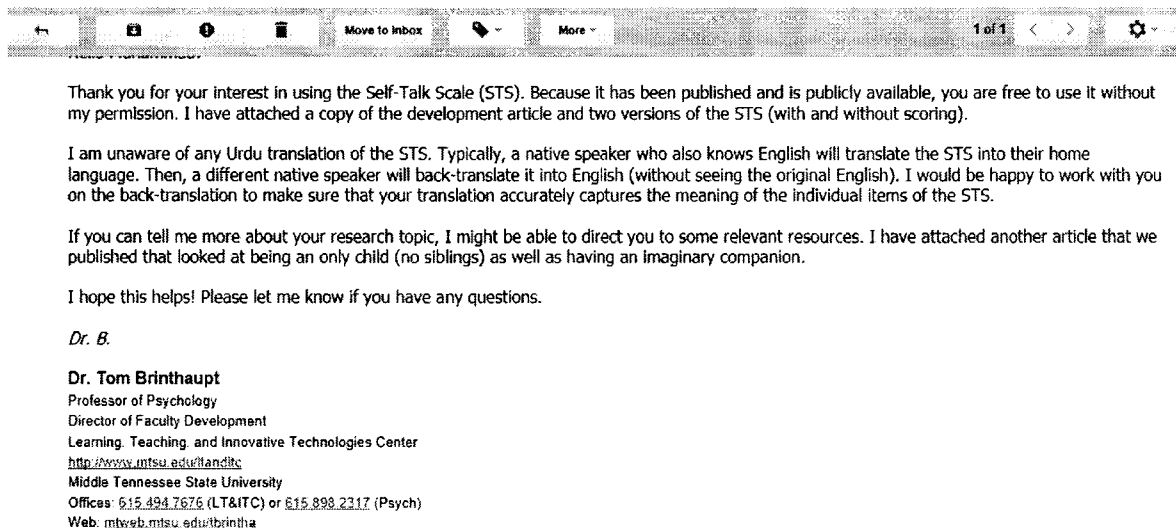 Move to Inbox
More
1 of 1
Thank you for your interest in using the Self-Talk Scale (STS). Because it has been published and is publicly available, you are free to use it without
my permission. I have attached a copy of the development article and two versions of the STS (with and without scoring).
I am unaware of any Urdu translation of the STS. Typically, a native speaker who also knows English will translate the STS into their home
language. Then, a different native speaker will back-translate it into English (without seeing the original English). I would be happy to work with you
on the back-translation to make sure that your translation accurately captures the meaning of the individual items of the STS.
If you can tell me more about your research topic, I might be able to direct you to some relevant resources. I have attached another article that we
published that looked at being an only child (no siblings) as well as having an imaginary companion.
I hope this helps! Please let me know if you have any questions.
Dr. B.
Dr. Tom Brinthaupt
Professor of Psychology
Director of Faculty Development
Learning, Teaching, and Innovative Technologies Center
http://www.mtsu.edu/ltanditc
Middle Tennessee State University
Offices: 615.494.7676 (LT&ITC) or 615.898.2317 (Psych)
Web: mtweb.mtsu.edu/tbrintha